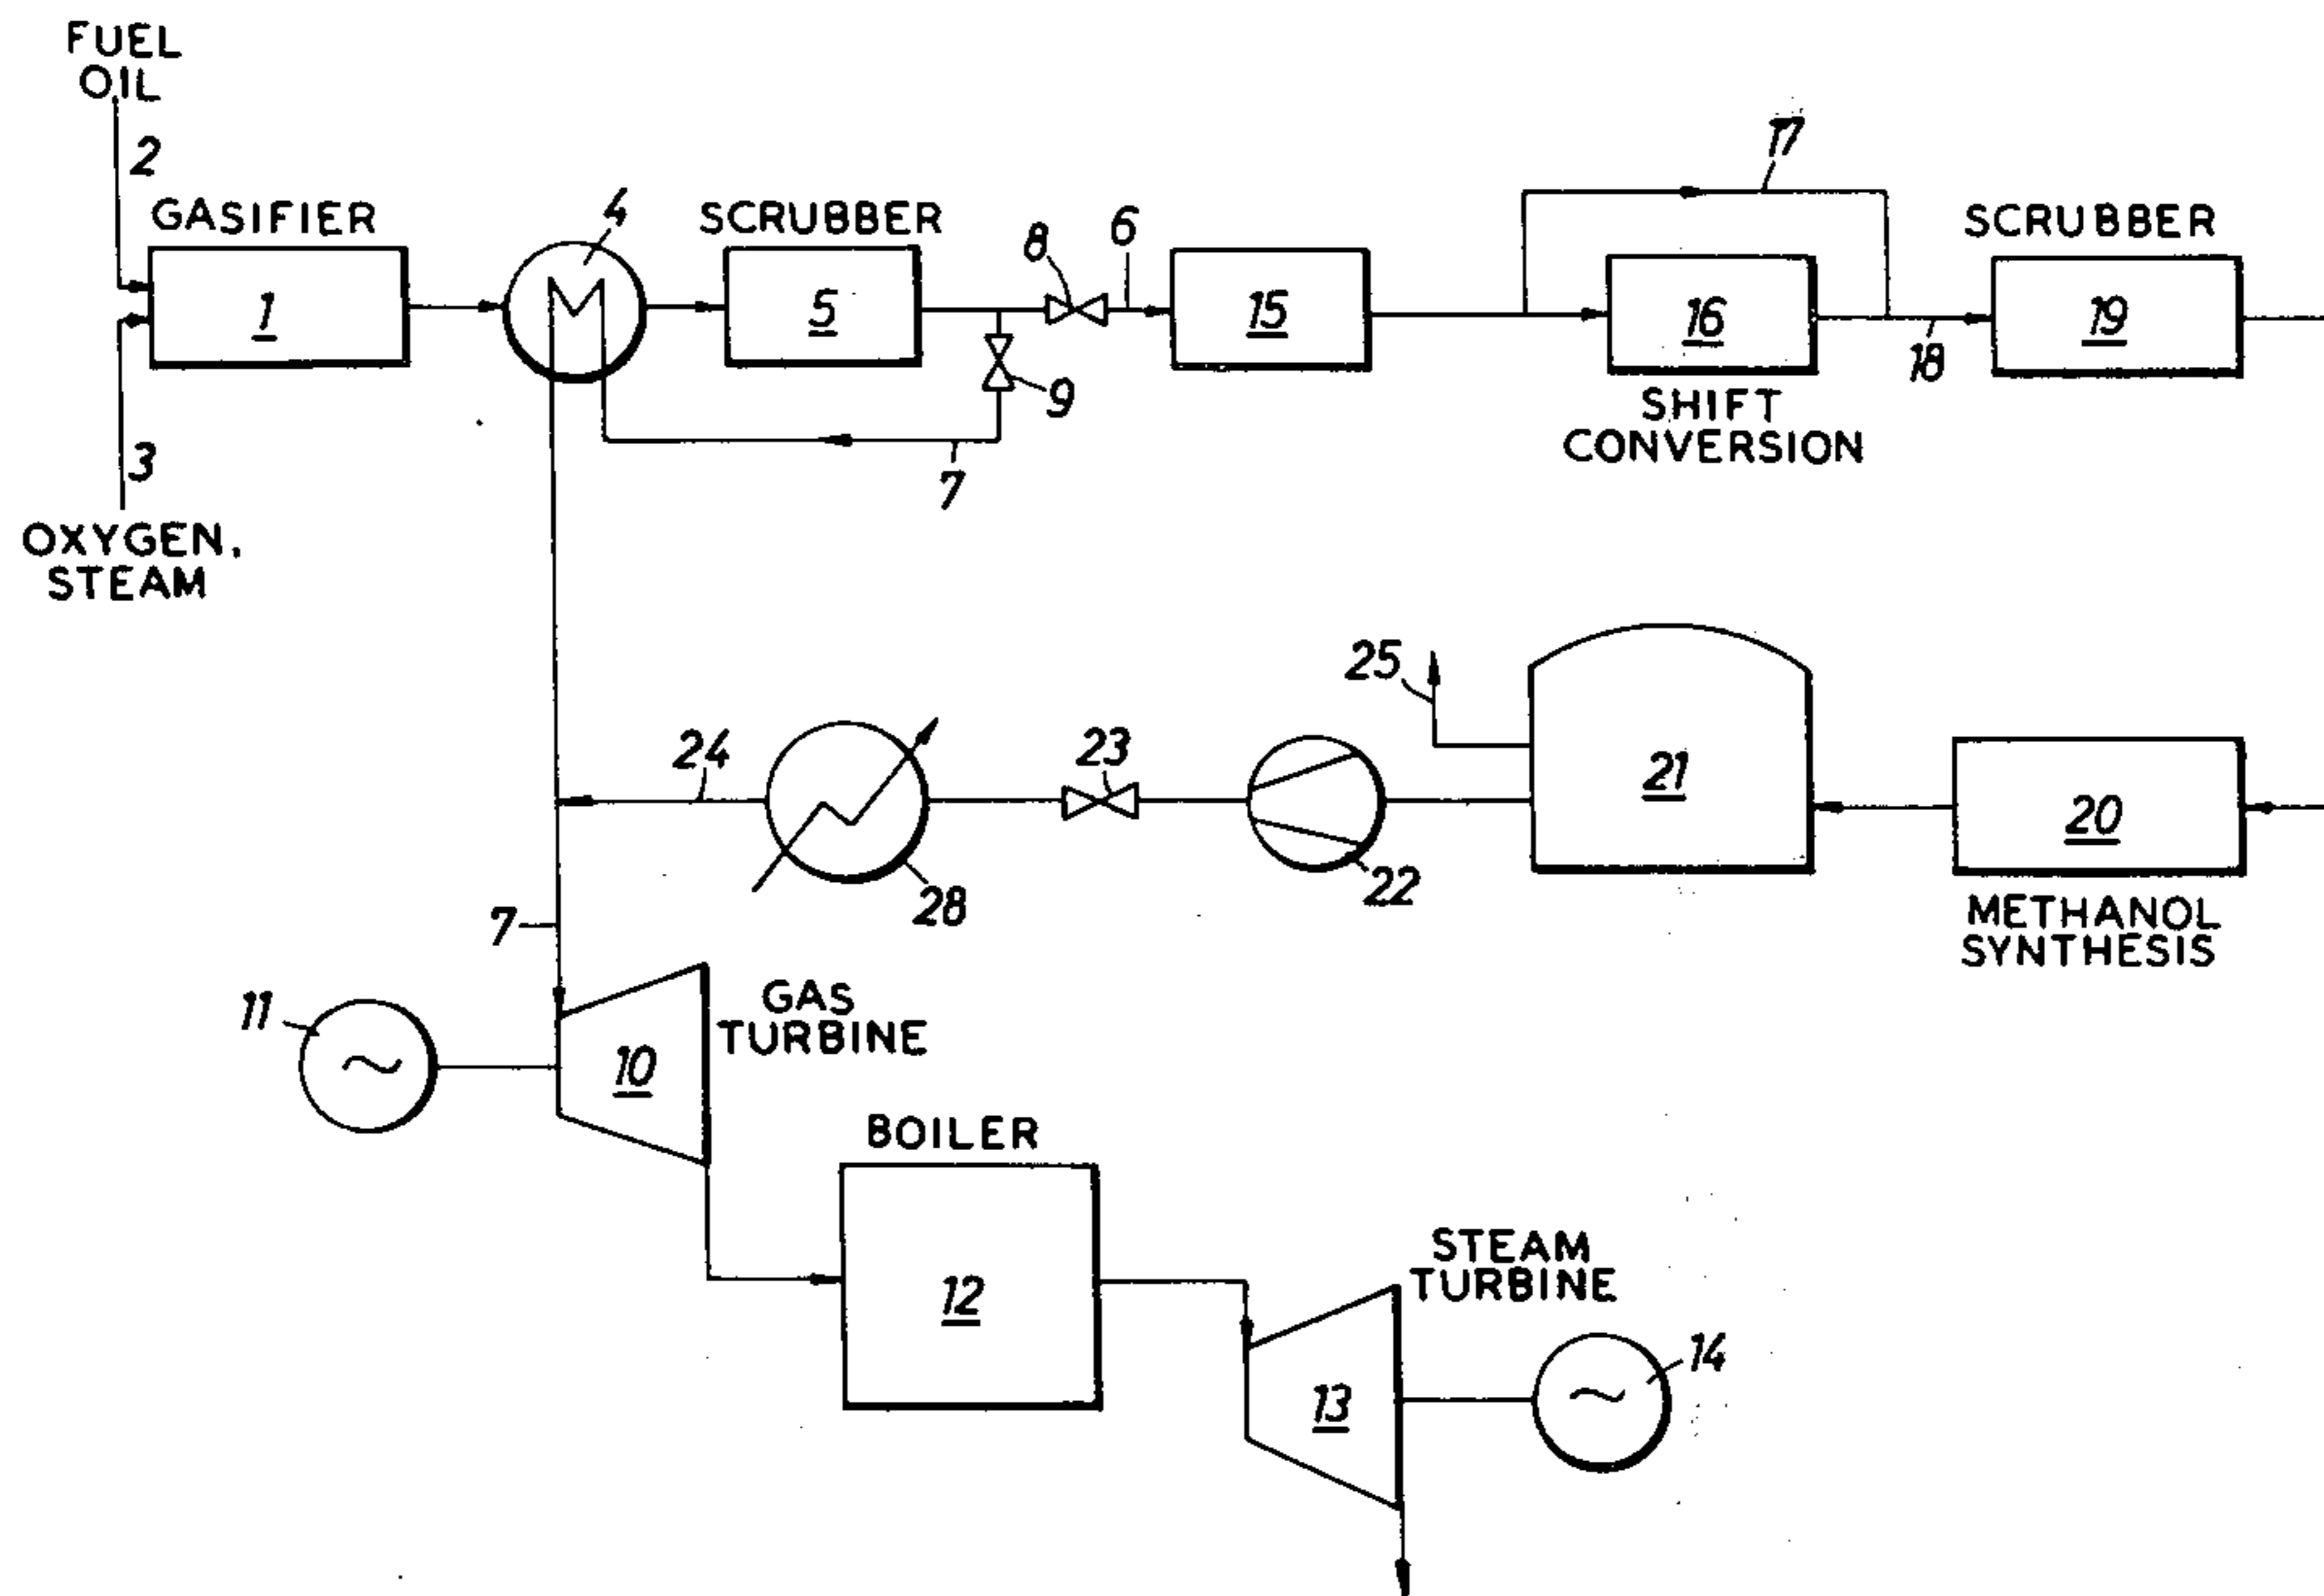 FUEL
OIL
2
GASIFIER
1
3
OXYGEN,
STEAM
4
SCRUBBER
5
8
6
9
7
15
17
16
SHIFT
CONVERSION
18
SCRUBBER
19
25
24
23
21
20
28
22
METHANOL
SYNTHESIS
7
11
GAS
TURBINE
10
BOILER
12
STEAM
TURBINE
13
14